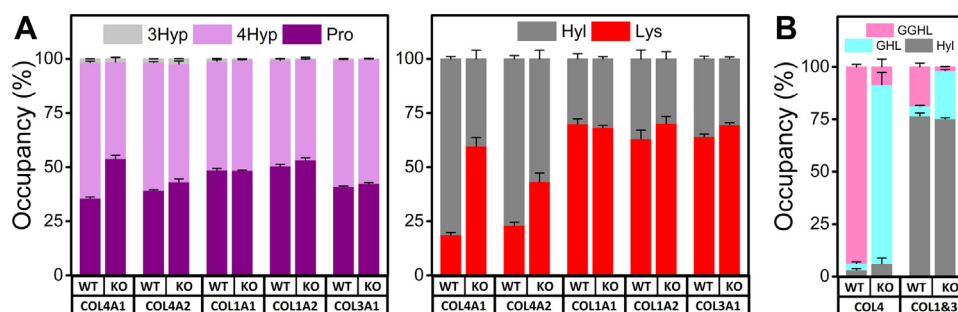 A
3Hyp 4Hyp Pro
Occupancy (%)
100
75
50
25
0
WT KO WT KO WT KO WT KO WT KO
COL4A1 COL4A2 COL1A1 COL1A2 COL3A1
Hyl Lys
100
75
50
25
0
WT KO WT KO WT KO WT KO WT KO
COL4A1 COL4A2 COL1A1 COL1A2 COL3A1
B
GGHL
GHL Hyl
Occupancy (%)
100
75
50
25
0
WT KO WT KO
COL4 COL1&3